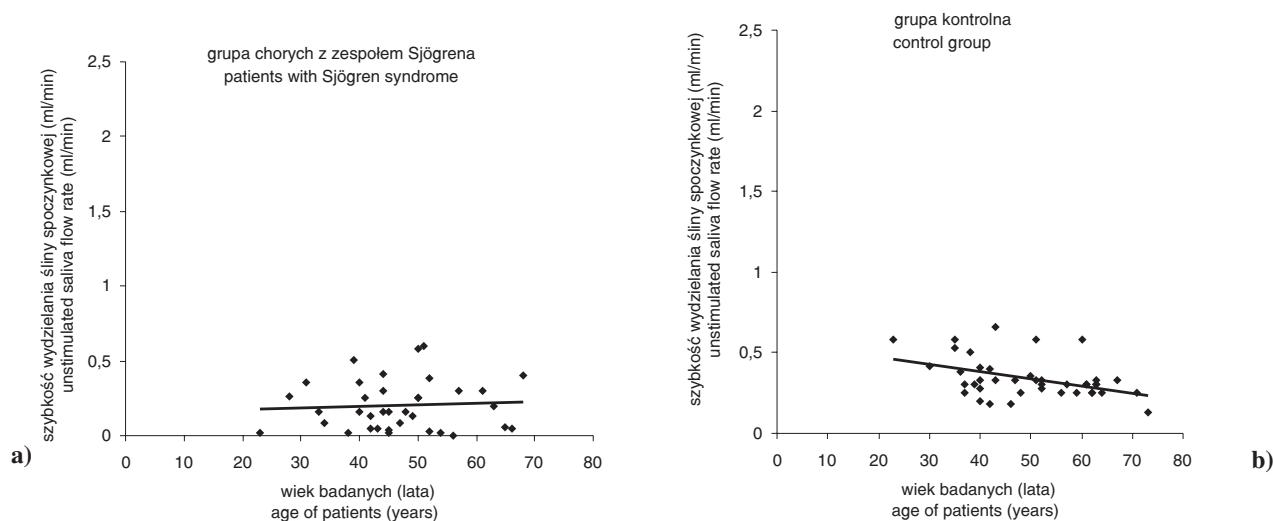 grupa chorych z zespołem Sjögrena
patients with Sjögren syndrome
szybkość wydzielania śliny spoczynkowej (ml/min)
unstimulated saliva flow rate (ml/min)
2,5
2
1,5
1
0,5
0
0 10 20 30 40 50 60 70 80
wiek badanych (lata)
age of patients (years)
a)
grupa kontrolna
control group
szybkość wydzielania śliny spoczynkowej (ml/min)
unstimulated saliva flow rate (ml/min)
2,5
2
1,5
1
0,5
0
0 10 20 30 40 50 60 70 80
wiek badanych (lata)
age of patients (years)
b)